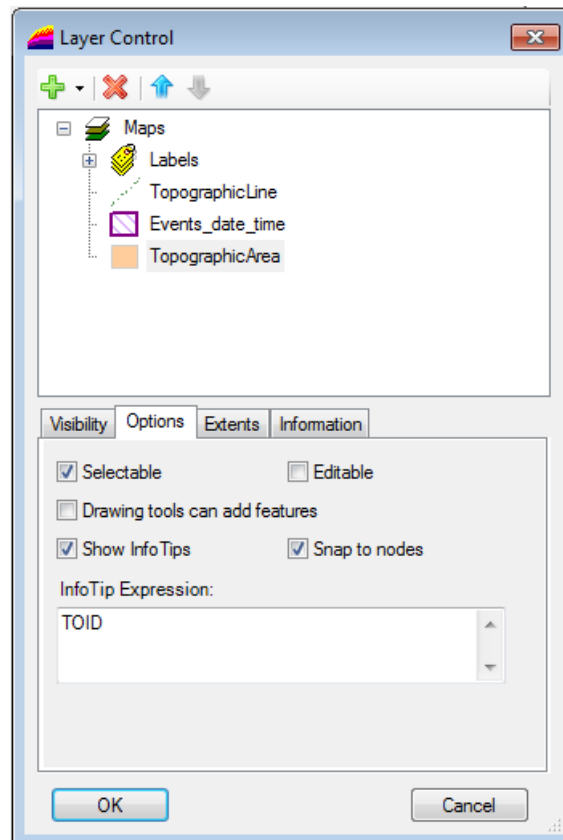 Layer Control
Maps
Labels
TopographicLine
Events_date_time
TopographicArea
Visibility Options Extents Information
Selectable Editable
Drawing tools can add features
Show InfoTips Snap to nodes
InfoTip Expression:
TOID
OK Cancel